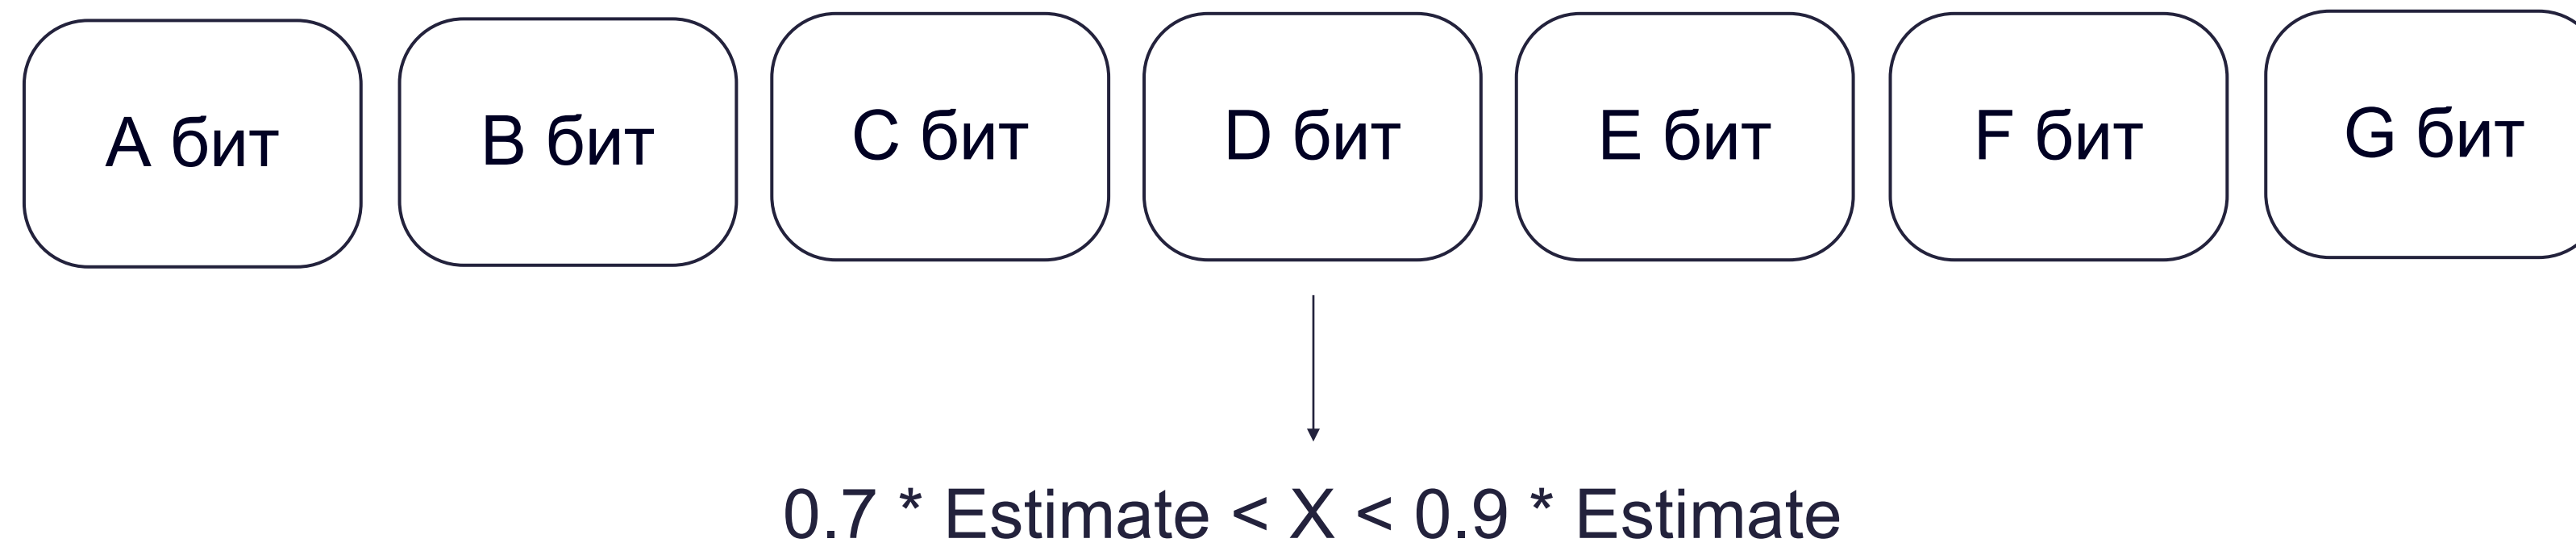 A бит B бит C бит D бит E бит F бит G бит
0.7 * Estimate < X < 0.9 * Estimate